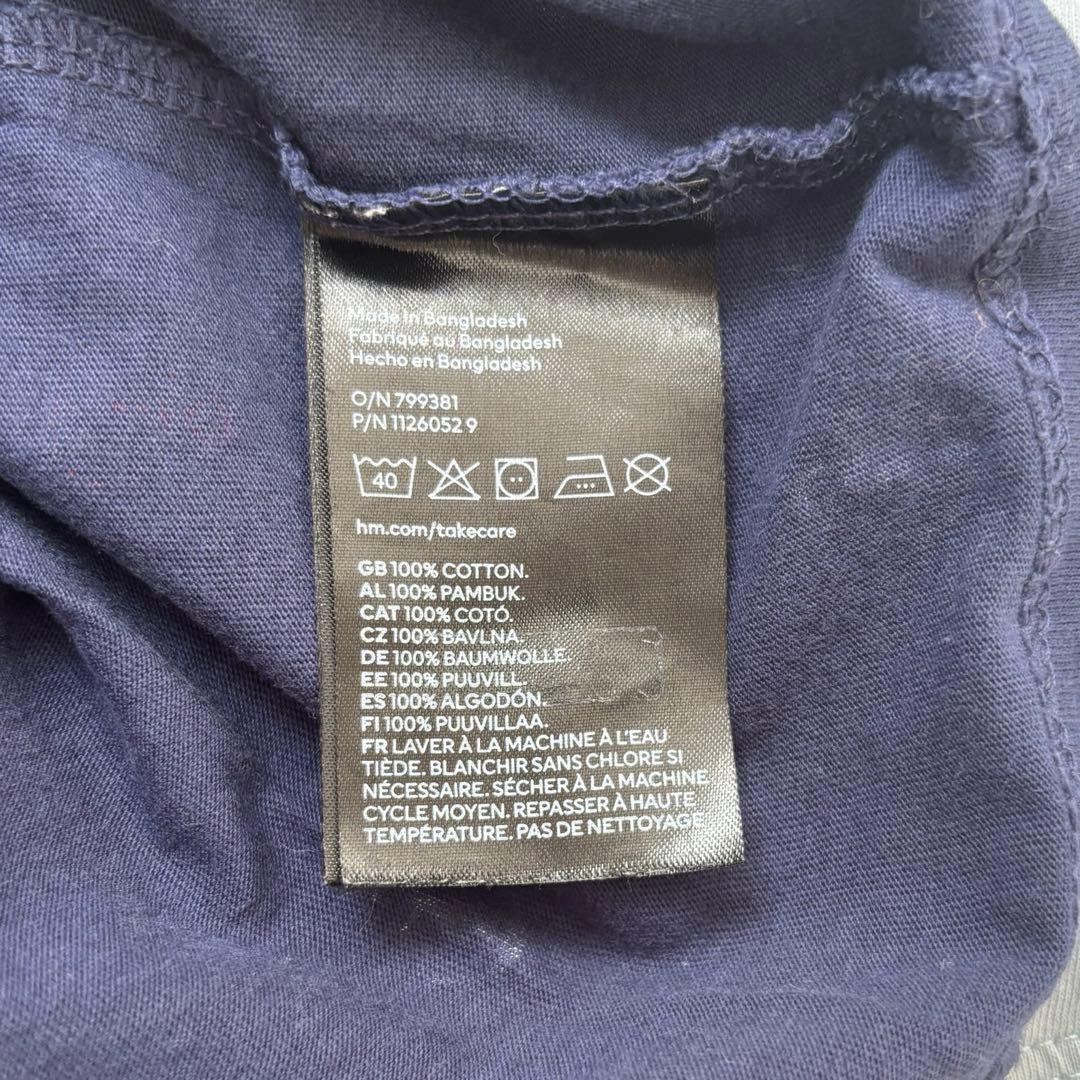 Made in Bangladesh
Fabriqué au Bangladesh
Hecho en Bangladesh
O/N 799381
P/N 1126052 9
40
hm.com/takecare
GB 100% COTTON.
AL 100% PAMBUK.
CAT 100% COTÓ.
CZ 100% BAVLNA.
DE 100% BAUMWOLLE.
EE 100% PUUVILL.
ES 100% ALGODÓN.
FI 100% PUUVILLAA.
FR LAVER À LA MACHINE À L'EAU
TIÈDE. BLANCHIR SANS CHLORE SI
NÉCESSAIRE. SÉCHER À LA MACHINE
CYCLE MOYEN. REPASSER À HAUTE
TEMPÉRATURE. PAS DE NETTOYAGE